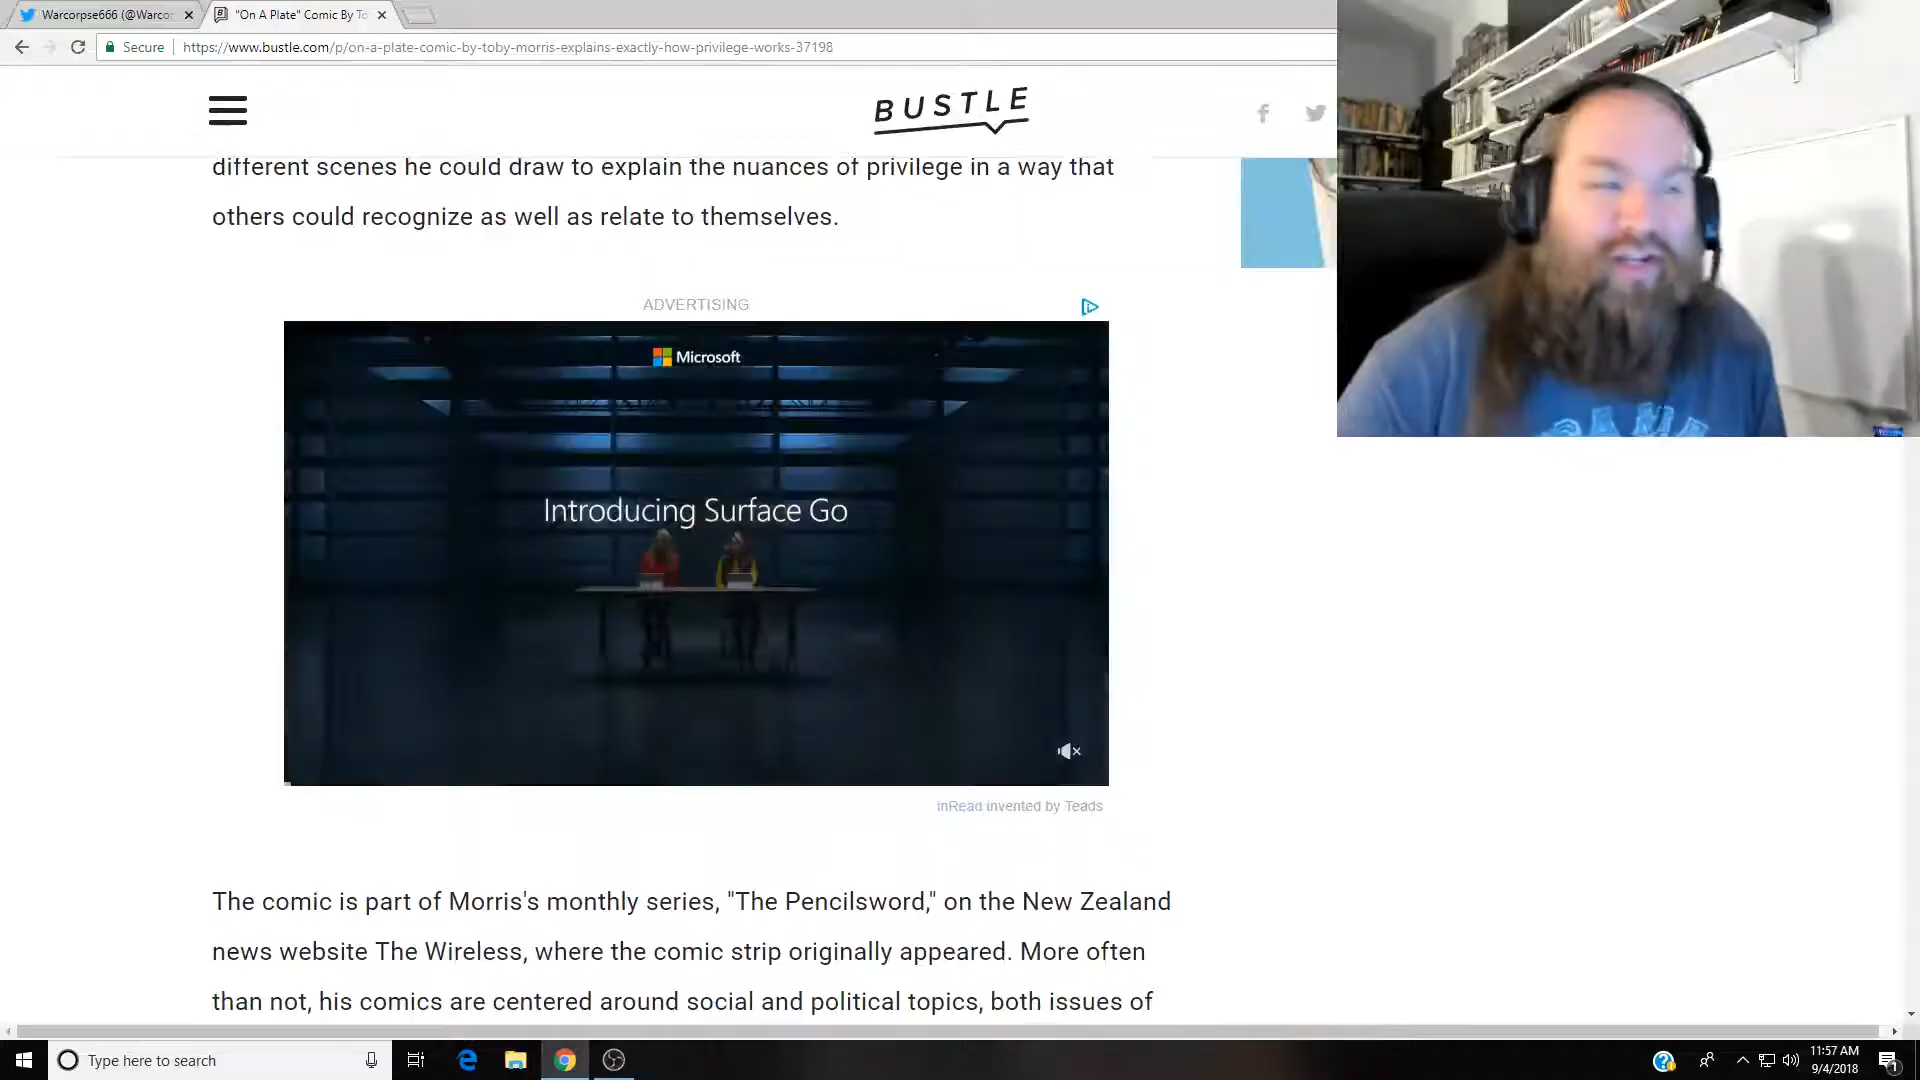 Warcorpse666 (@Warcor
"On A Plate" Comic By To
Secure
https://www.bustle.com/p/on-a-plate-comic-by-toby-morris-explains-exactly-how-privilege-works-37198
BUSTLE
different scenes he could draw to explain the nuances of privilege in a way that
others could recognize as well as relate to themselves.
ADVERTISING
Microsoft
Introducing Surface Go
inRead invented by Teads
The comic is part of Morris's monthly series, "The Pencilsword," on the New Zealand
news website The Wireless, where the comic strip originally appeared. More often
than not, his comics are centered around social and political topics, both issues of
Type here to search
11:57 AM
9/4/2018
1